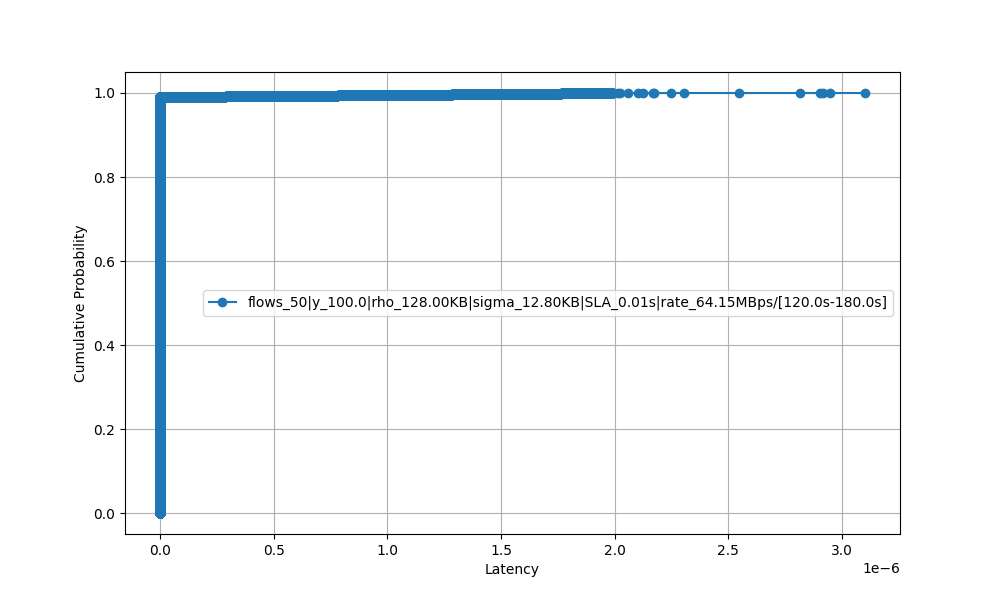 1.0
0.8
0.6
0.4
0.2
0.0
Cumulative Probability
flows_50|y_100.0|rho_128.00KB|sigma_12.80KB|SLA_0.01s|rate_64.15MBps/[120.0s-180.0s]
0.0 0.5 1.0 1.5 2.0 2.5 3.0
1e−6
Latency